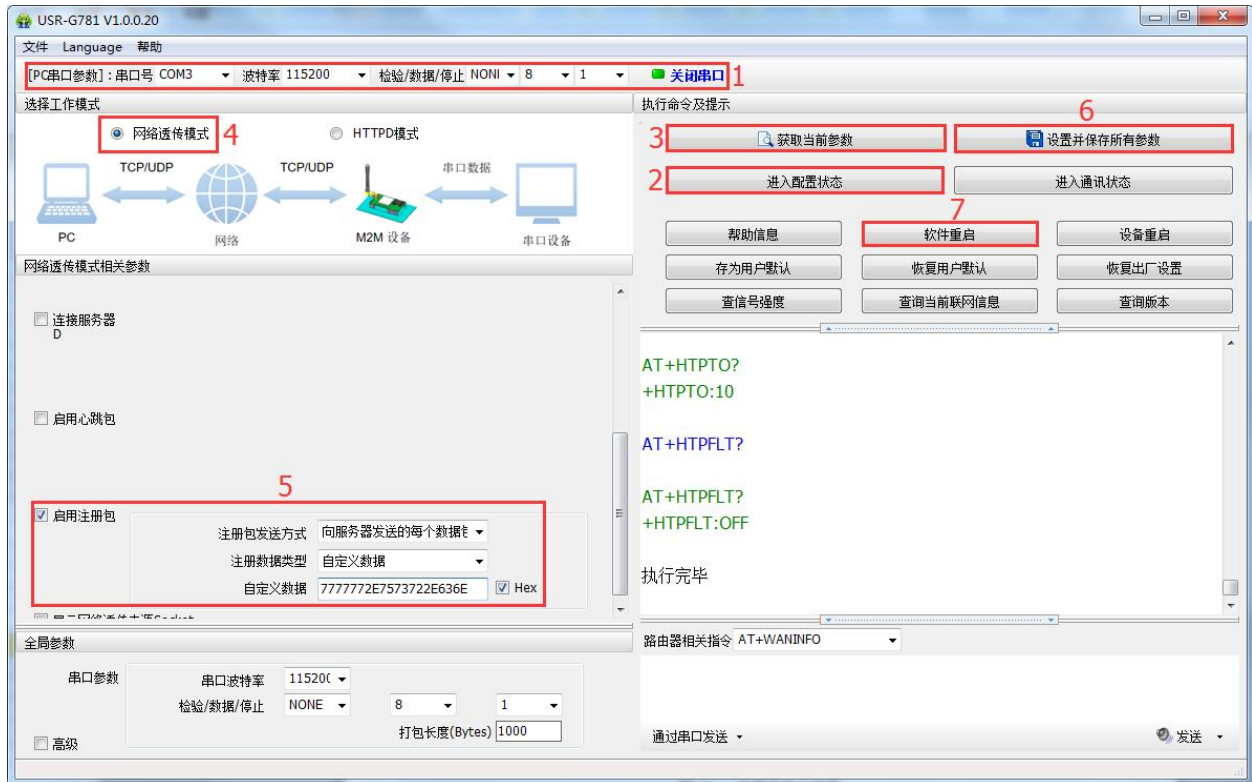 USR-G781 V1.0.0.20
文件 Language 帮助
[PC串口参数]：串口号 COM3 波特率 115200 检验/数据/停止 NONI 8 1 关闭串口 1
选择工作模式
网络透传模式 4 HTTPD模式
TCP/UDP TCP/UDP 串口数据
PC 网络 M2M 设备 串口设备
网络透传模式相关参数
连接服务器
D
启用心跳包
5
启用注册包
注册包发送方式 向服务器发送的每个数据
注册数据类型 自定义数据
自定义数据 7777772E7573722E636E Hex
全局参数
串口参数 串口波特率 11520(
检验/数据/停止 NONE 8 1
打包长度(Bytes) 1000
高级
执行命令及提示
6
3 获取当前参数 设置并保存所有参数
2 进入配置状态 进入通讯状态
7
帮助信息 软件重启 设备重启
存为用户默认 恢复用户默认 恢复出厂设置
查信号强度 查询当前联网信息 查询版本
AT+HTPTO?
+HTPTO:10
AT+HTPFLT?
AT+HTPFLT?
+HTPFLT:OFF
执行完毕
路由器相关指令 AT+WANINFO
通过串口发送 发送